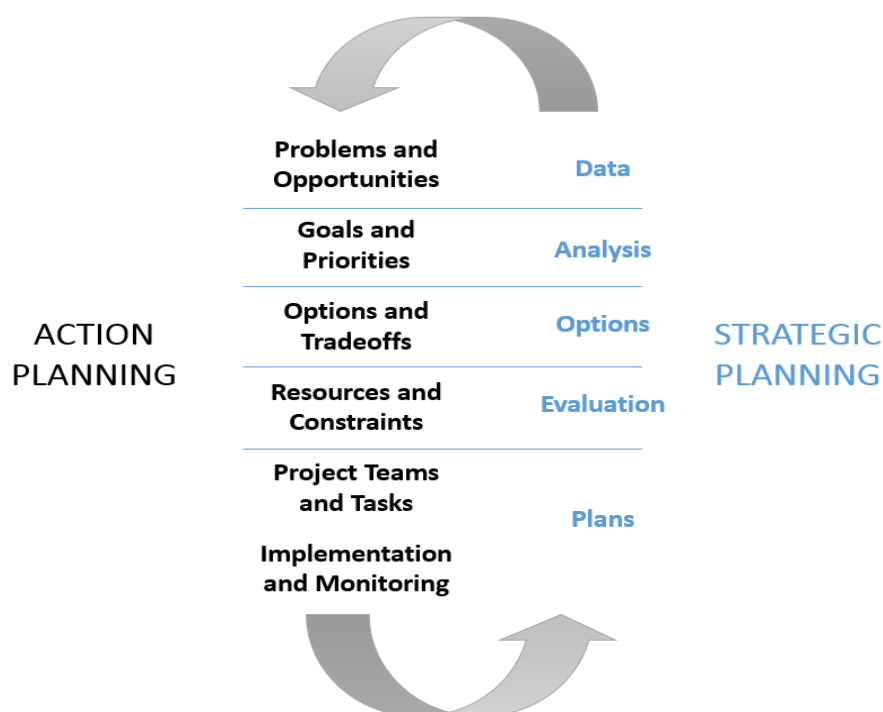 Problems and
Opportunities
Data
Goals and
Priorities
Analysis
Options and
Tradeoffs
Options
ACTION
PLANNING
STRATEGIC
PLANNING
Resources and
Constraints
Evaluation
Project Teams
and Tasks
Plans
Implementation
and Monitoring